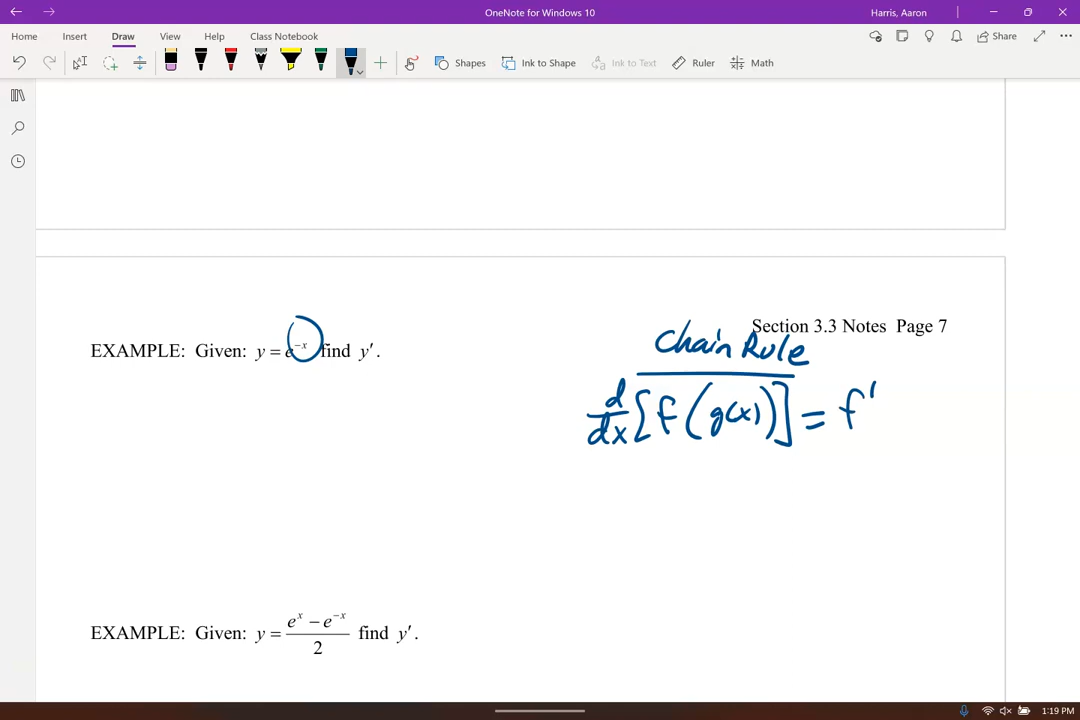 OneNote for Windows 10
Harris, Aaron
Home Insert Draw View Help Class Notebook
Share
Shapes Ink to Shape Ink to Text Ruler Math
Section 3.3 Notes Page 7
Chain Rule
EXAMPLE: Given: y = e^{-x} find y′.
d/dx [f(g(x))] = f'
EXAMPLE: Given: y = (e^x − e^{-x})/2 find y′.
1:19 PM